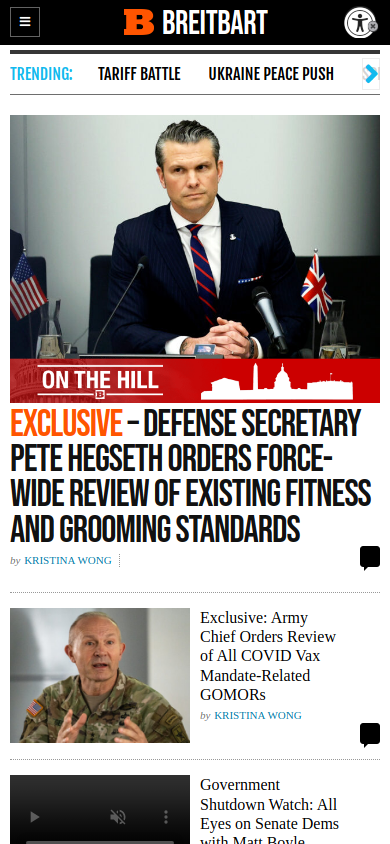 BREITBART
TRENDING:
TARIFF BATTLE
UKRAINE PEACE PUSH
ON THE HILL
EXCLUSIVE – DEFENSE SECRETARY
PETE HEGSETH ORDERS FORCE-
WIDE REVIEW OF EXISTING FITNESS
AND GROOMING STANDARDS
by KRISTINA WONG
Exclusive: Army
Chief Orders Review
of All COVID Vax
Mandate-Related
GOMORs
by KRISTINA WONG
Government
Shutdown Watch: All
Eyes on Senate Dems
with Matt Boyle